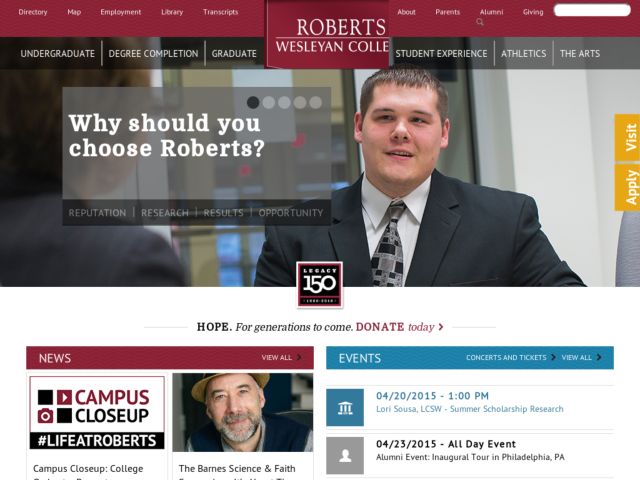 Directory Map Employment Library Transcripts
About Parents Alumni Giving
ROBERTS
WESLEYAN COLLE
UNDERGRADUATE DEGREE COMPLETION GRADUATE
STUDENT EXPERIENCE ATHLETICS THE ARTS
Why should you
choose Roberts?
REPUTATION RESEARCH RESULTS OPPORTUNITY
Visit
Apply
LEGACY
150
HOPE. For generations to come. DONATE today
NEWS VIEW ALL
CAMPUS
CLOSEUP
#LIFEATROBERTS
Campus Closeup: College
The Barnes Science & Faith
EVENTS CONCERTS AND TICKETS VIEW ALL
04/20/2015 - 1:00 PM
Lori Sousa, LCSW - Summer Scholarship Research
04/23/2015 - All Day Event
Alumni Event: Inaugural Tour in Philadelphia, PA